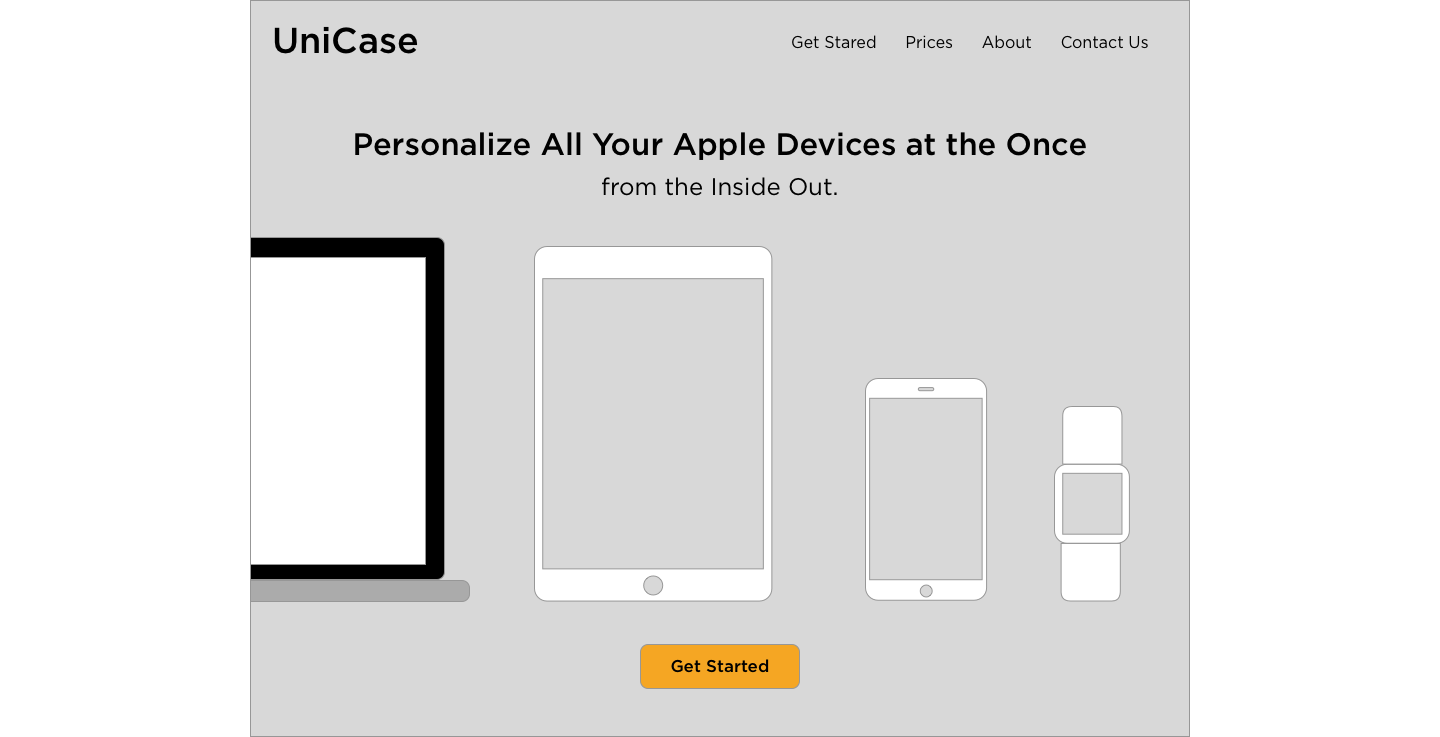 UniCase
Get Stared Prices About Contact Us
Personalize All Your Apple Devices at the Once
from the Inside Out.
Get Started